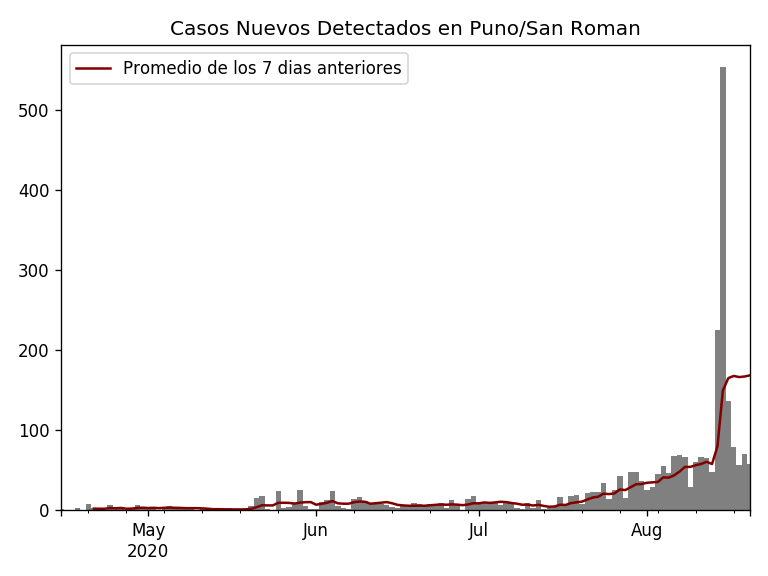 Casos Nuevos Detectados en Puno/San Roman
Promedio de los 7 dias anteriores
500
400
300
200
100
0
May
2020
Jun
Jul
Aug